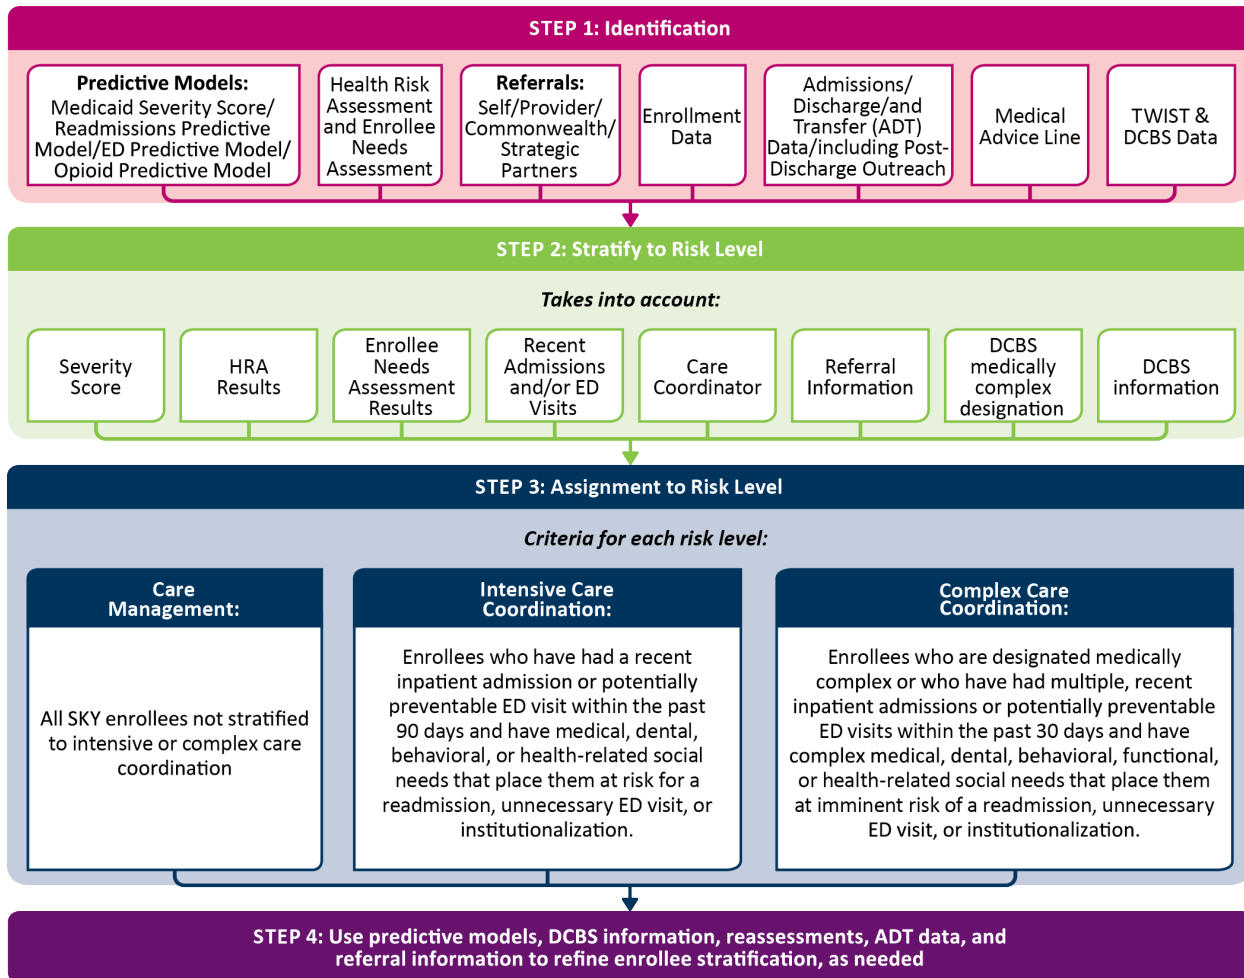 STEP 1: Identification
Predictive Models:
Medicaid Severity Score/
Readmissions Predictive
Model/ED Predictive Model/
Opioid Predictive Model
Health Risk
Assessment
and Enrollee
Needs
Assessment
Referrals:
Self/Provider/
Commonwealth/
Strategic
Partners
Enrollment
Data
Admissions/
Discharge/and
Transfer (ADT)
Data/including Post-
Discharge Outreach
Medical
Advice Line
TWIST &
DCBS Data
STEP 2: Stratify to Risk Level
Takes into account:
Severity
Score
HRA
Results
Enrollee
Needs
Assessment
Results
Recent
Admissions
and/or ED
Visits
Care
Coordinator
Referral
Information
DCBS
medically
complex
designation
DCBS
information
STEP 3: Assignment to Risk Level
Criteria for each risk level:
Care
Management:
All SKY enrollees not stratified
to intensive or complex care
coordination
Intensive Care
Coordination:
Enrollees who have had a recent
inpatient admission or potentially
preventable ED visit within the past
90 days and have medical, dental,
behavioral, or health-related social
needs that place them at risk for a
readmission, unnecessary ED visit, or
institutionalization.
Complex Care
Coordination:
Enrollees who are designated medically
complex or who have had multiple, recent
inpatient admissions or potentially preventable
ED visits within the past 30 days and have
complex medical, dental, behavioral, functional,
or health-related social needs that place them
at imminent risk of a readmission, unnecessary
ED visit, or institutionalization.
STEP 4: Use predictive models, DCBS information, reassessments, ADT data, and
referral information to refine enrollee stratification, as needed